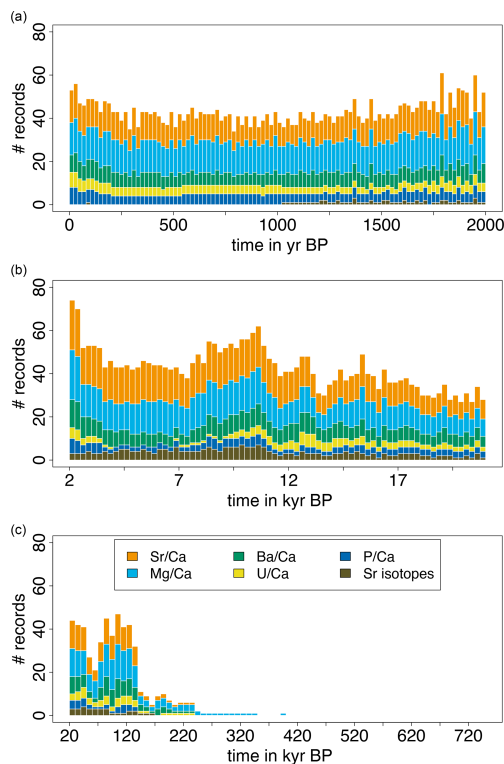 (a)
80
60
40
20
0
# records
0 500 1000 1500 2000
time in yr BP
(b)
80
60
40
20
0
# records
2 7 12 17
time in kyr BP
(c)
80
60
40
20
0
# records
Sr/Ca Ba/Ca P/Ca
Mg/Ca U/Ca Sr isotopes
20 120 240 420 520 620 720
time in kyr BP